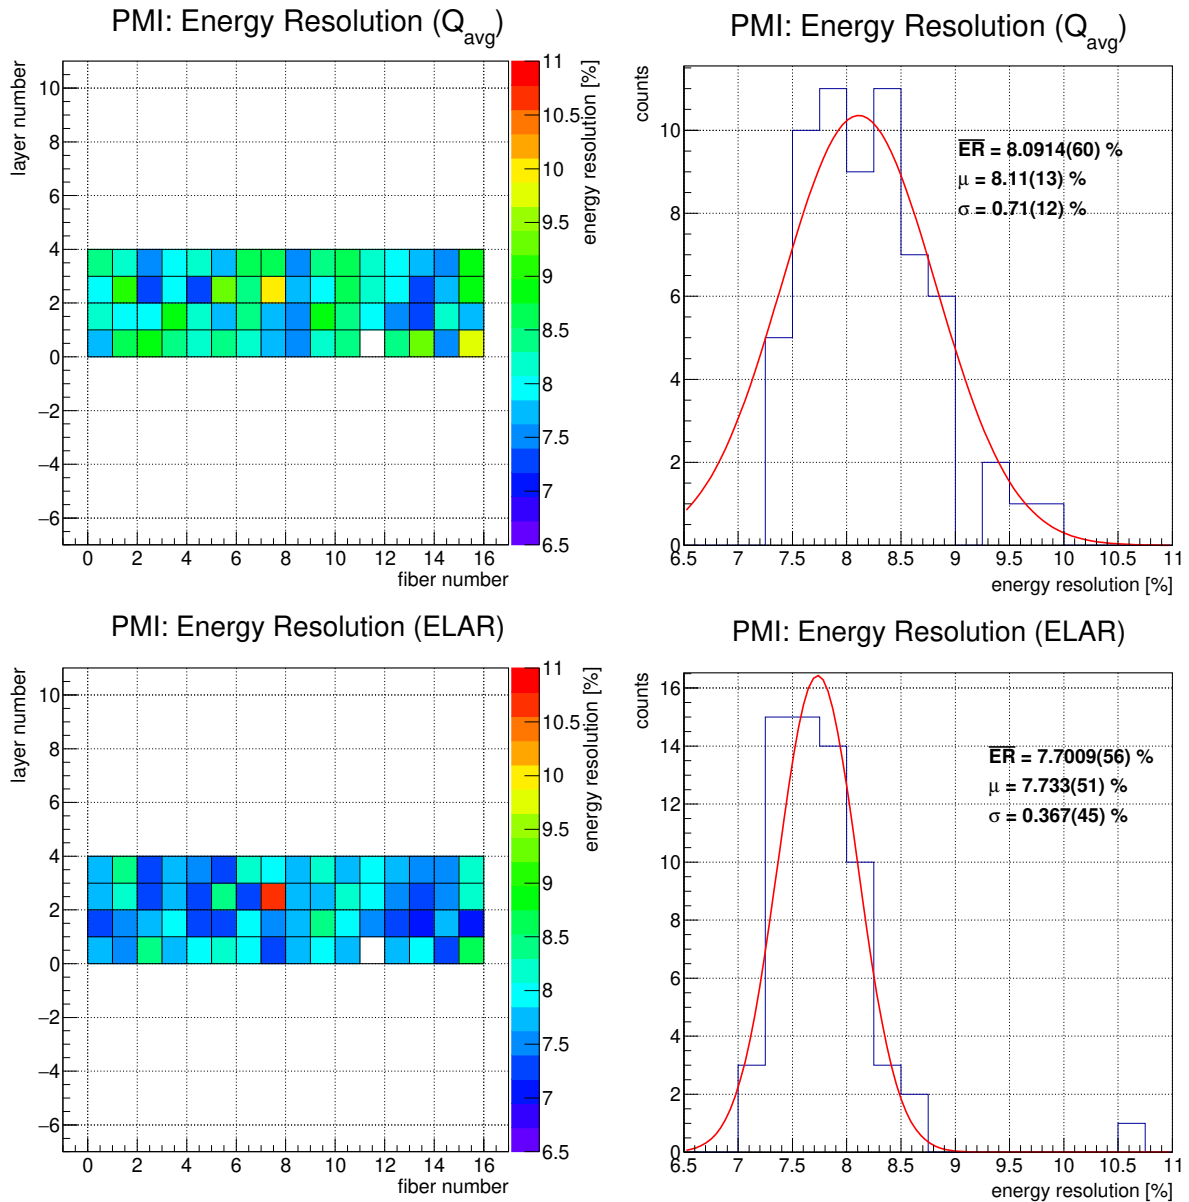 PMI: Energy Resolution (Q_avg)
layer number
10
8
6
4
2
0
−2
−4
−6
0 2 4 6 8 10 12 14 16
fiber number
11
10.5
10
9.5
9
8.5
8
7.5
7
6.5
energy resolution [%]
PMI: Energy Resolution (Q_avg)
counts
10
8
6
4
2
0
6.5 7 7.5 8 8.5 9 9.5 10 10.5 11
energy resolution [%]
E̅R̅ = 8.0914(60) %
μ = 8.11(13) %
σ = 0.71(12) %
PMI: Energy Resolution (ELAR)
layer number
10
8
6
4
2
0
−2
−4
−6
0 2 4 6 8 10 12 14 16
fiber number
11
10.5
10
9.5
9
8.5
8
7.5
7
6.5
energy resolution [%]
PMI: Energy Resolution (ELAR)
counts
16
14
12
10
8
6
4
2
0
6.5 7 7.5 8 8.5 9 9.5 10 10.5 11
energy resolution [%]
E̅R̅ = 7.7009(56) %
μ = 7.733(51) %
σ = 0.367(45) %